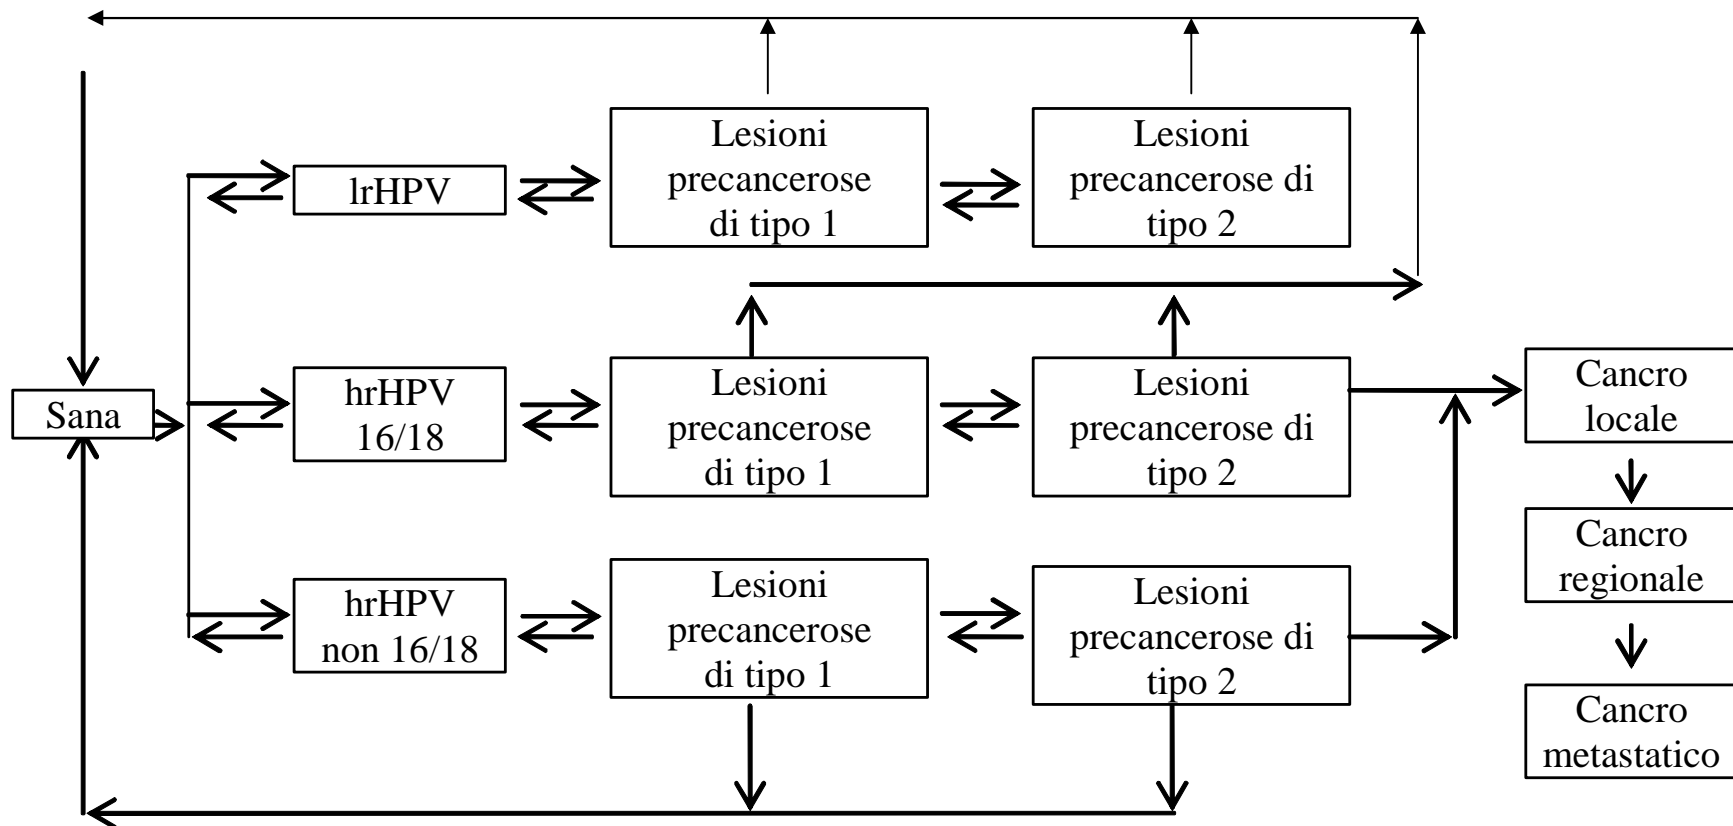 Lesioni
precancerose
di tipo 1
Lesioni
precancerose di
tipo 2
lrHPV
Sana
hrHPV
16/18
Lesioni
precancerose
di tipo 1
Lesioni
precancerose di
tipo 2
Cancro
locale
Cancro
regionale
Cancro
metastatico
hrHPV
non 16/18
Lesioni
precancerose
di tipo 1
Lesioni
precancerose di
tipo 2